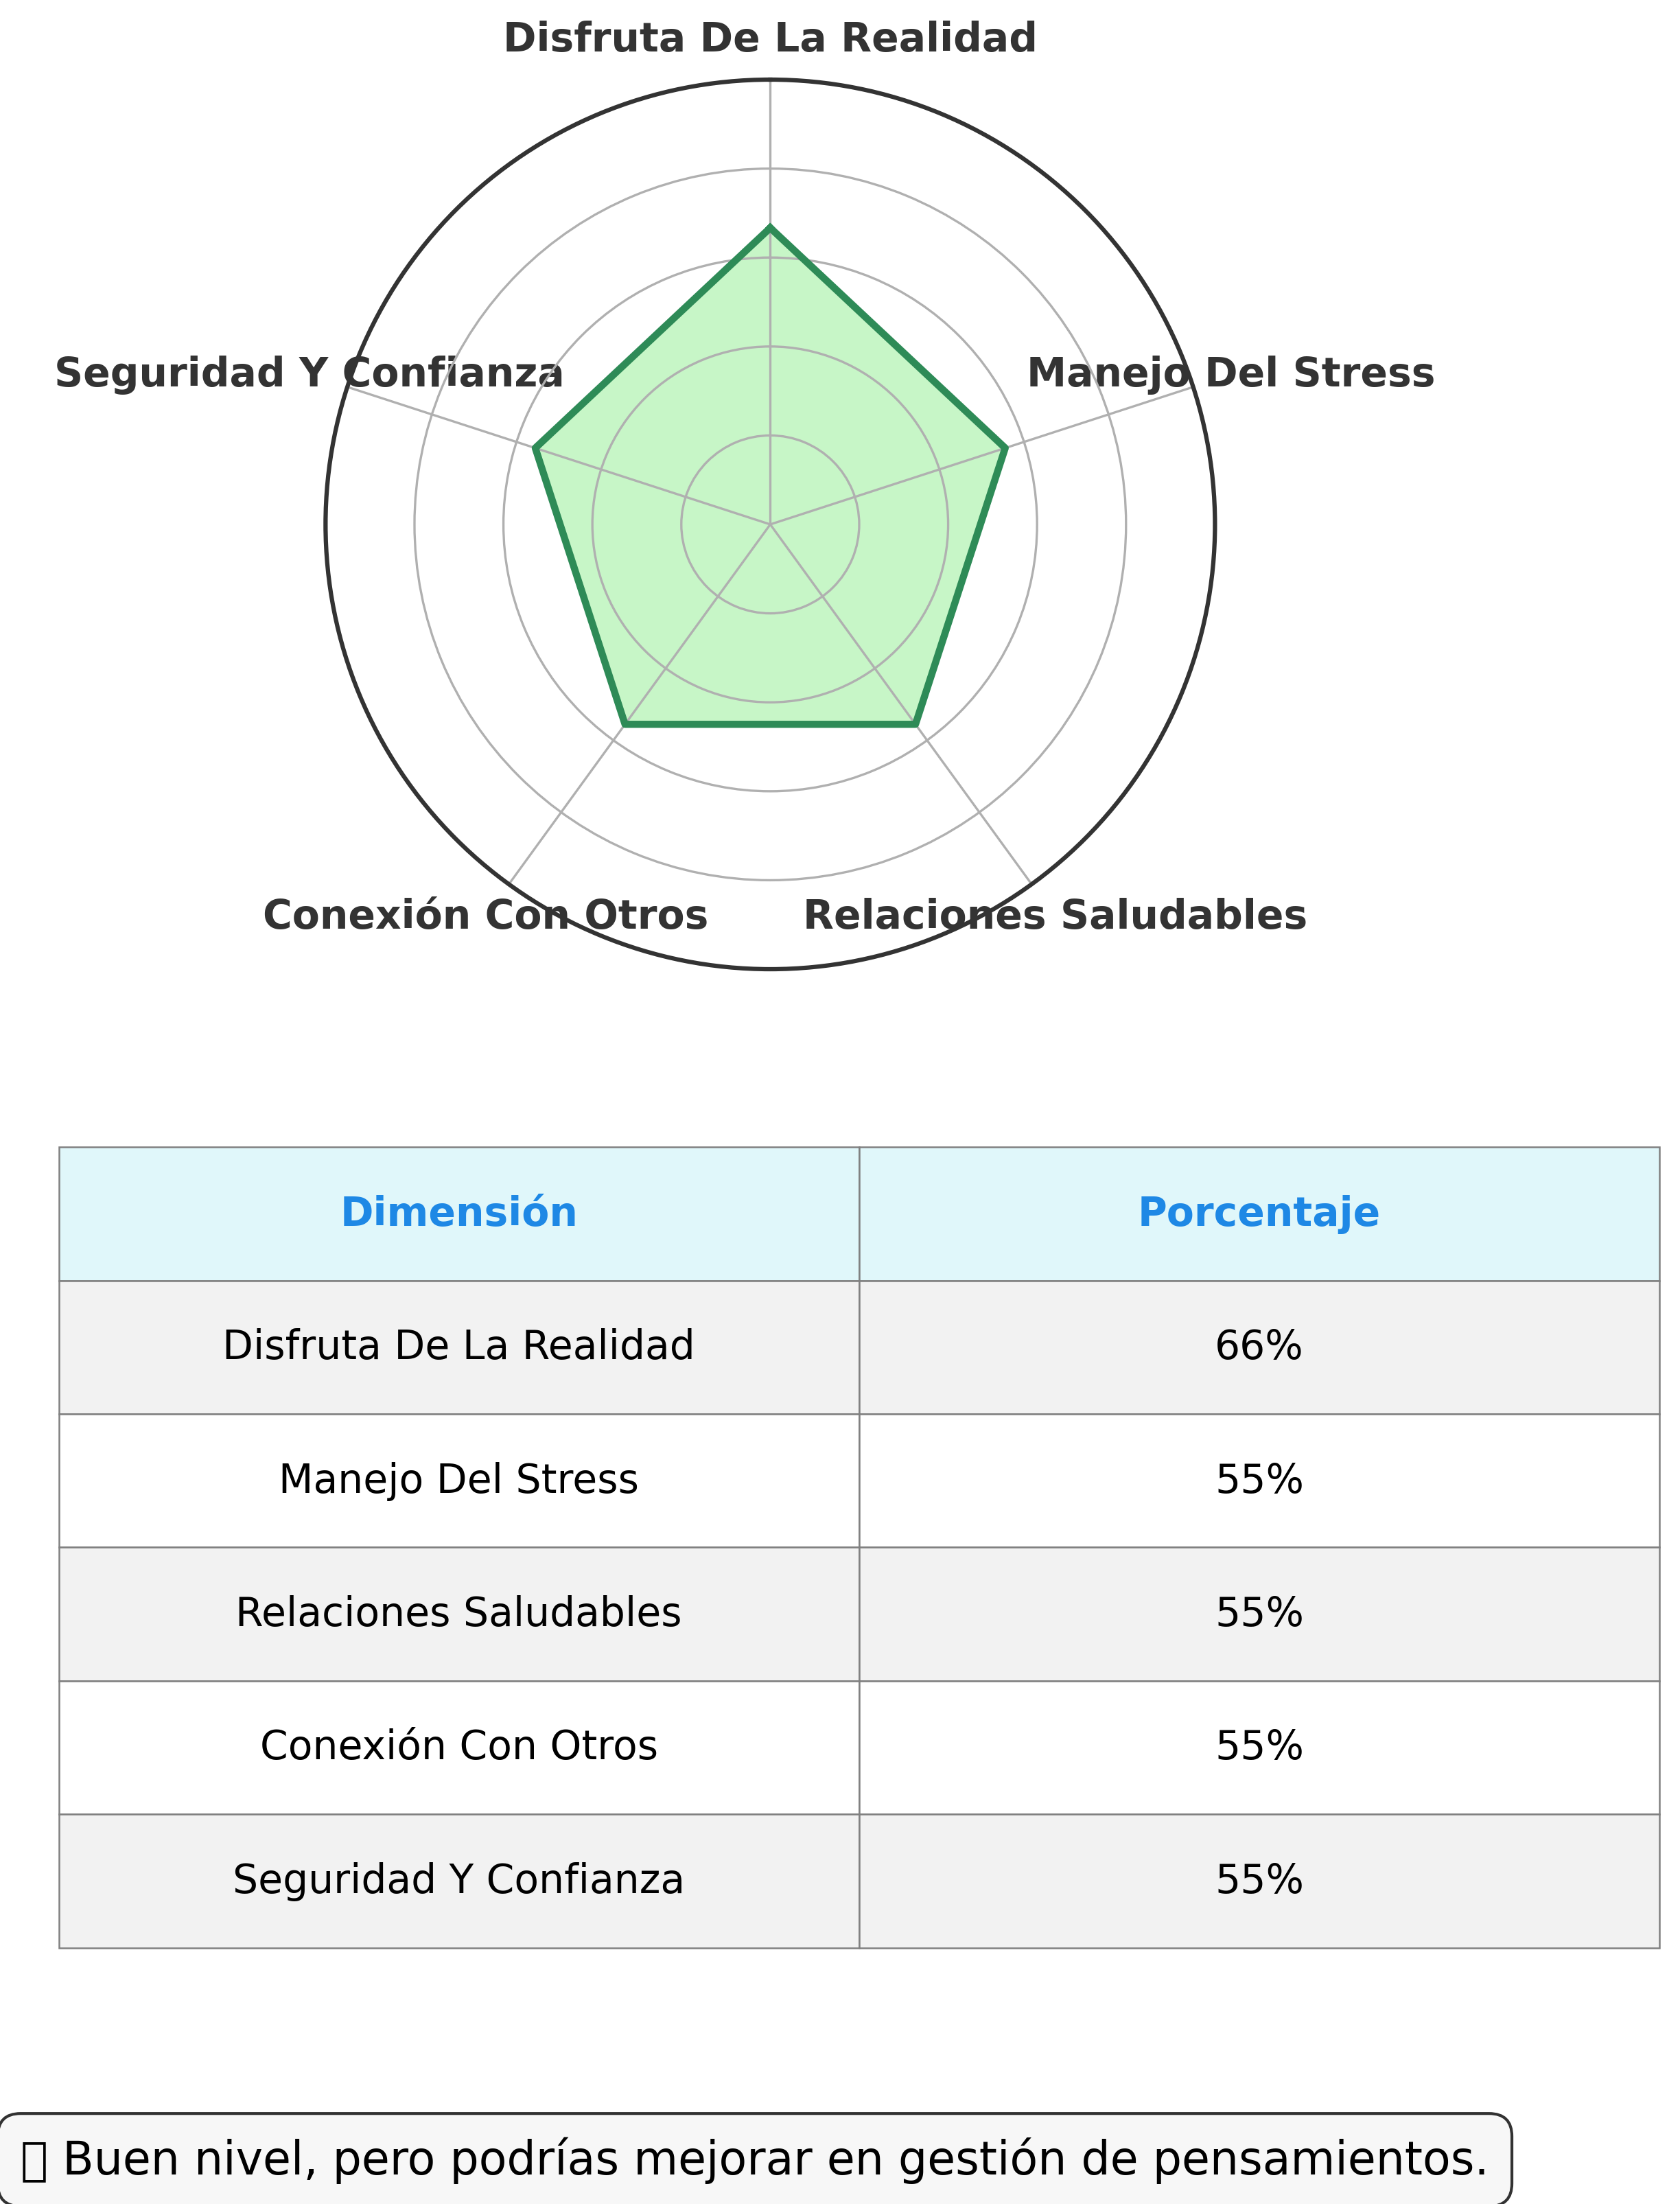 Disfruta De La Realidad
Seguridad Y Confianza
Manejo Del Stress
Conexión Con Otros
Relaciones Saludables
Dimensión Porcentaje
Disfruta De La Realidad 66%
Manejo Del Stress 55%
Relaciones Saludables 55%
Conexión Con Otros 55%
Seguridad Y Confianza 55%
Buen nivel, pero podrías mejorar en gestión de pensamientos.